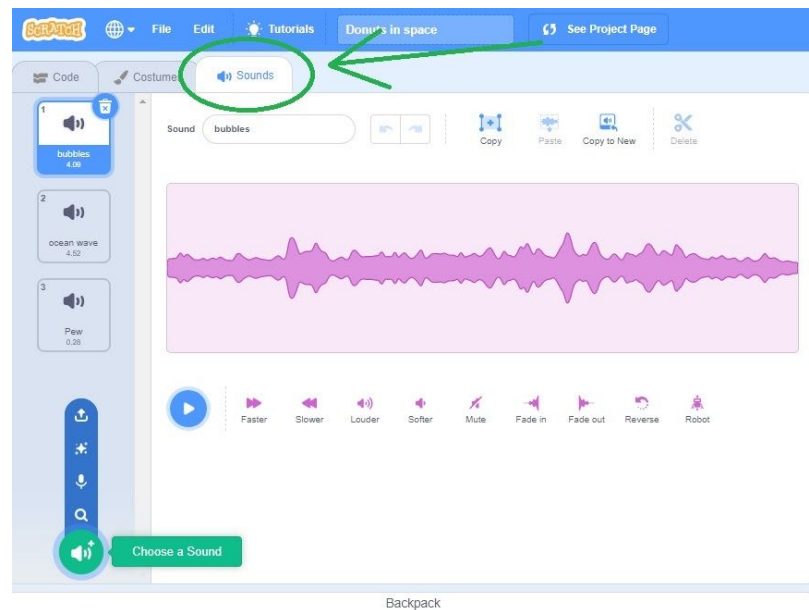 SCRATCH File Edit Tutorials Donuts in space See Project Page
Code Costumes Sounds
1
bubbles
4.09
2
ocean wave
4.52
3
Pew
0.28
Sound bubbles
Copy Paste Copy to New Delete
Faster Slower Louder Softer Mute Fade in Fade out Reverse Robot
Choose a Sound
Backpack